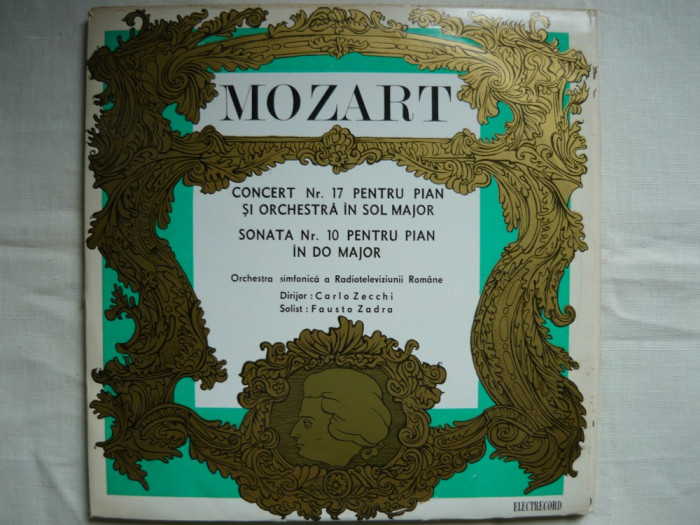 MOZART
CONCERT Nr. 17 PENTRU PIAN
ȘI ORCHESTRĂ ÎN SOL MAJOR
SONATA Nr. 10 PENTRU PIAN
ÎN DO MAJOR
Orchestra simfonică a Radioteleviziunii Române
Dirijor : Carlo Zecchi
Solist : Fausto Zadra
ELECTRECORD